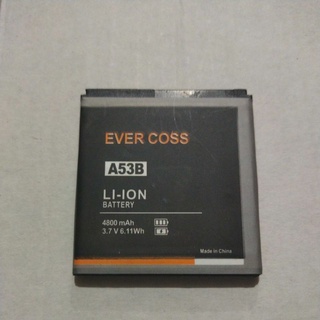 EVER COSS
A53B
LI-ION
BATTERY
4800 mAh
3.7 V 6.11Wh
Made in China